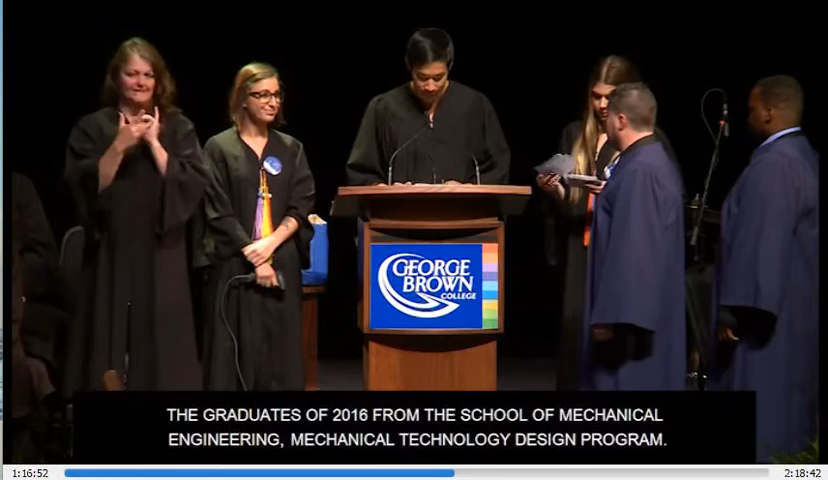 GEORGE
BROWN
COLLEGE
THE GRADUATES OF 2016 FROM THE SCHOOL OF MECHANICAL
ENGINEERING, MECHANICAL TECHNOLOGY DESIGN PROGRAM.
1:16:52 2:18:42